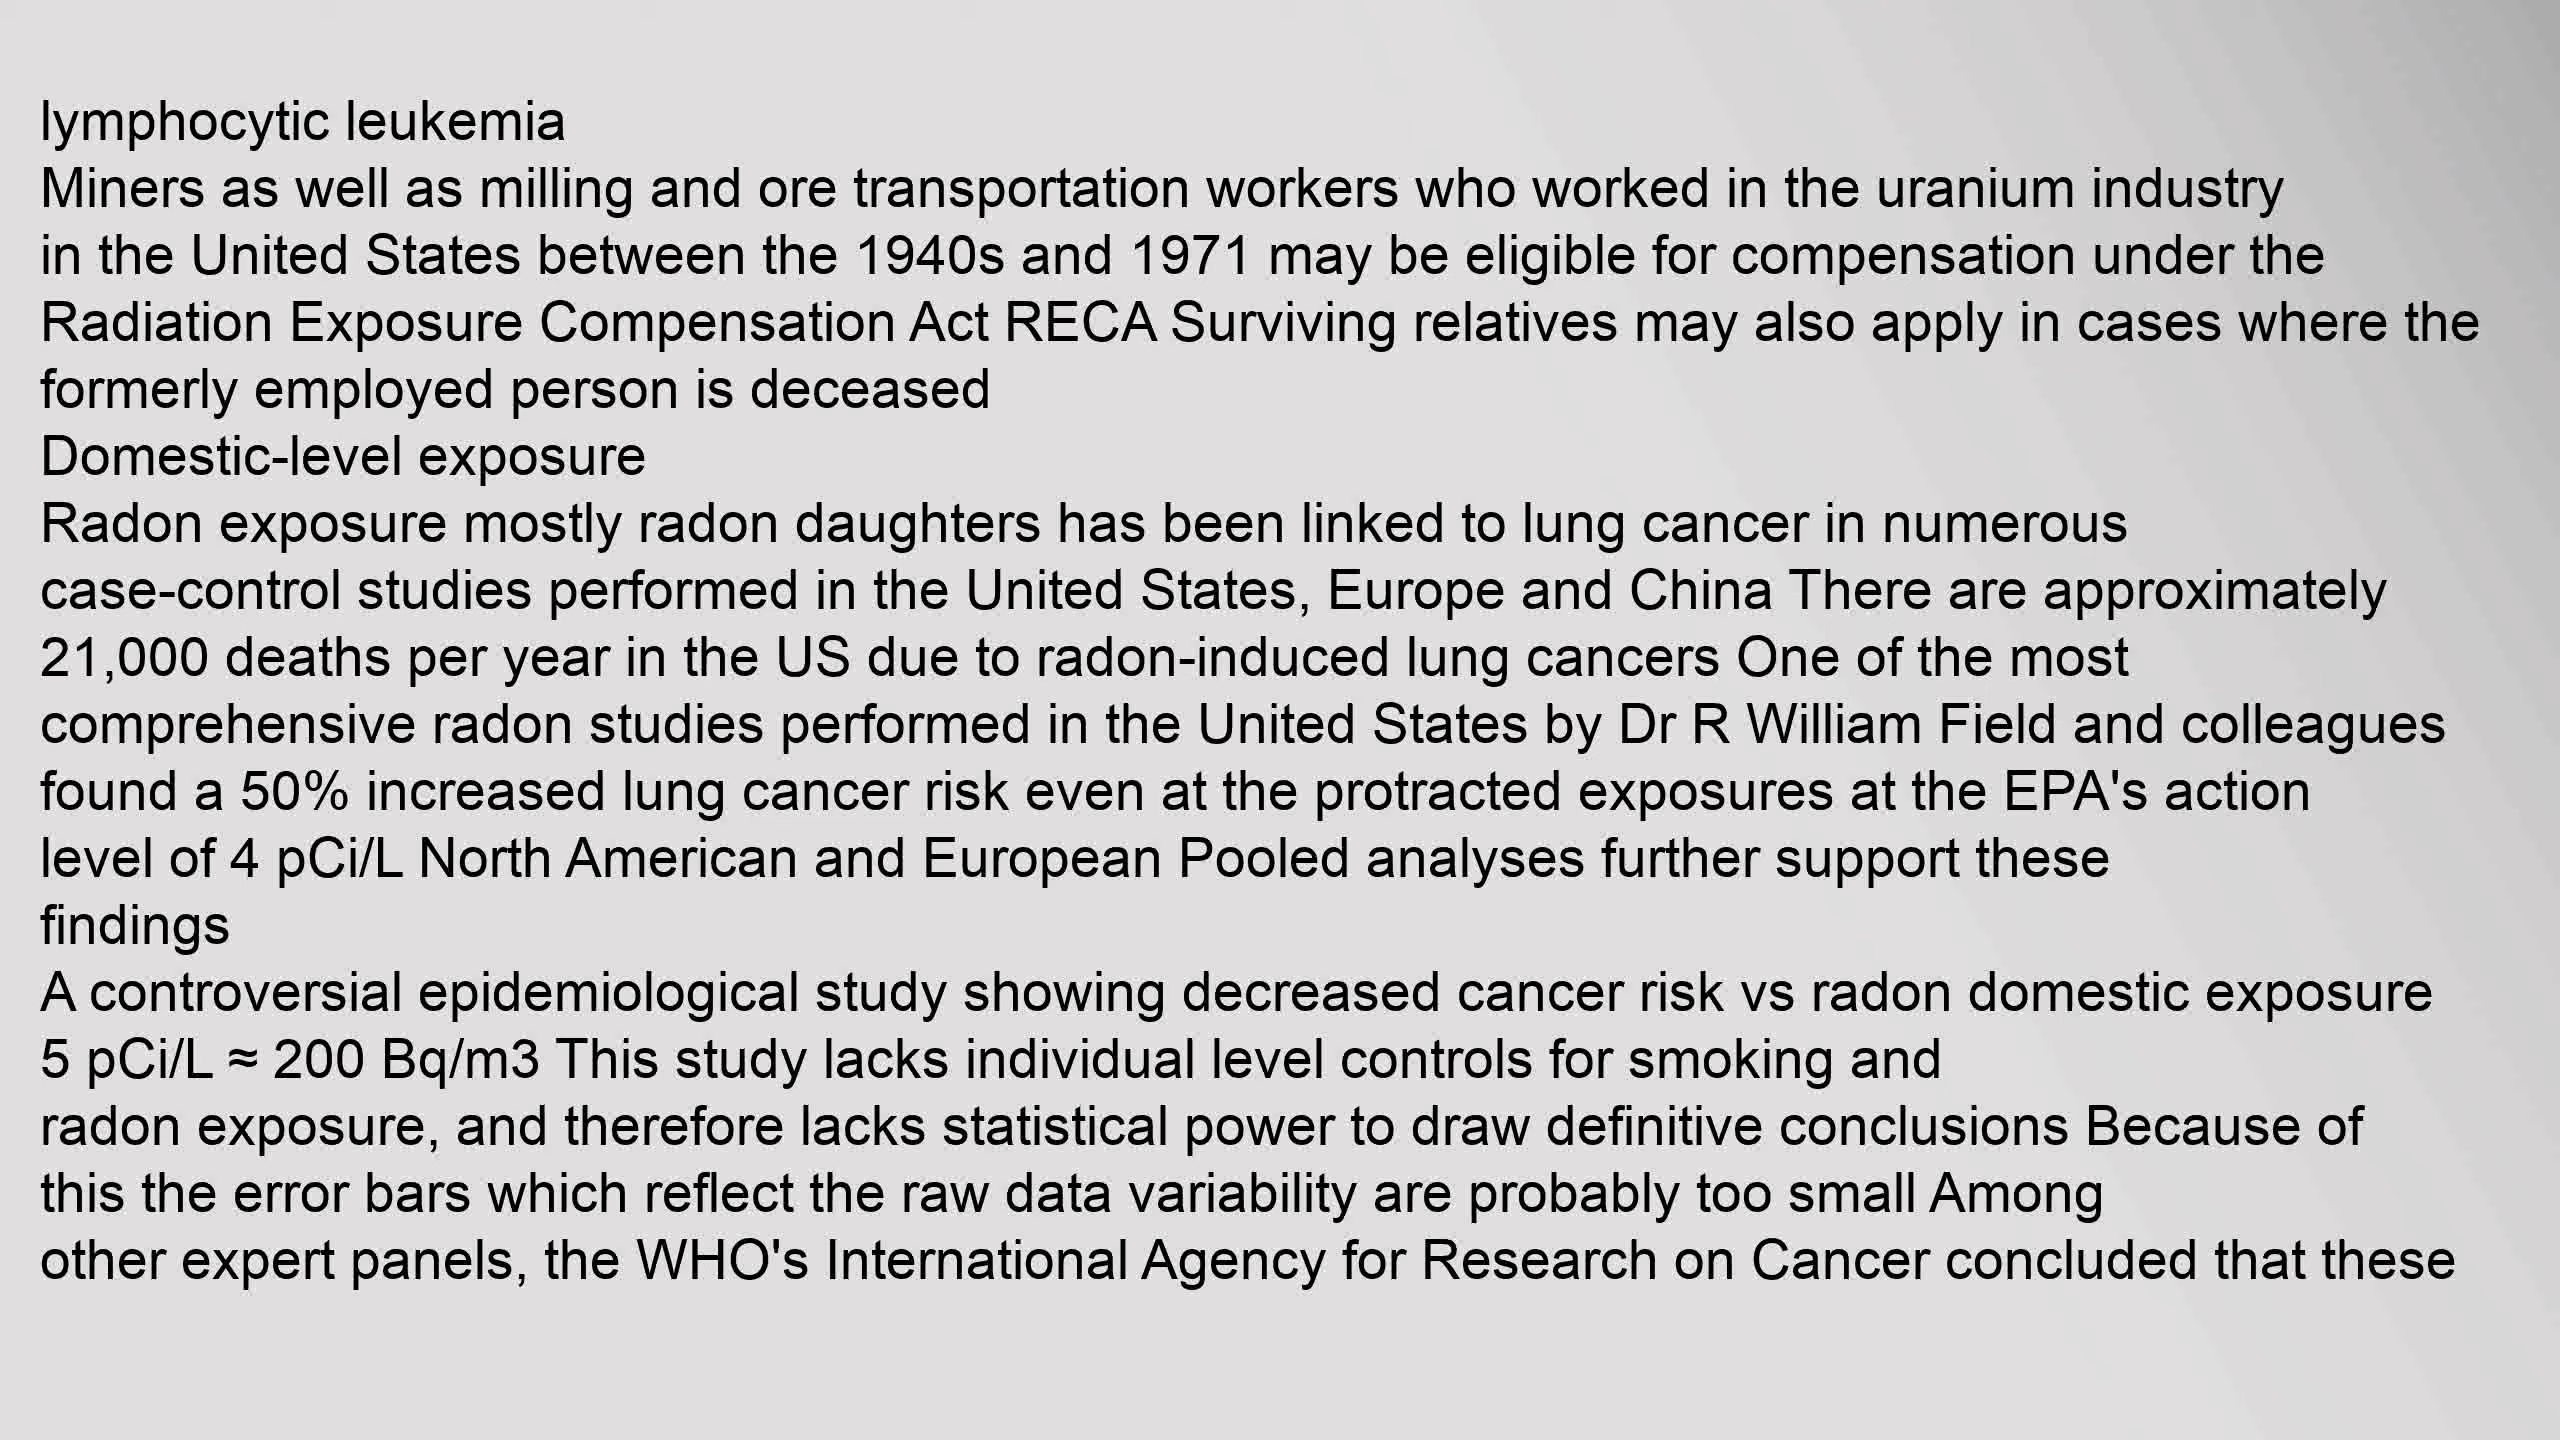 lymphocytic leukemia
Miners as well as milling and ore transportation workers who worked in the uranium industry
in the United States between the 1940s and 1971 may be eligible for compensation under the
Radiation Exposure Compensation Act RECA Surviving relatives may also apply in cases where the
formerly employed person is deceased
Domestic-level exposure
Radon exposure mostly radon daughters has been linked to lung cancer in numerous
case-control studies performed in the United States, Europe and China There are approximately
21,000 deaths per year in the US due to radon-induced lung cancers One of the most
comprehensive radon studies performed in the United States by Dr R William Field and colleagues
found a 50% increased lung cancer risk even at the protracted exposures at the EPA's action
level of 4 pCi/L North American and European Pooled analyses further support these
findings
A controversial epidemiological study showing decreased cancer risk vs radon domestic exposure
5 pCi/L ≈ 200 Bq/m3 This study lacks individual level controls for smoking and
radon exposure, and therefore lacks statistical power to draw definitive conclusions Because of
this the error bars which reflect the raw data variability are probably too small Among
other expert panels, the WHO's International Agency for Research on Cancer concluded that these